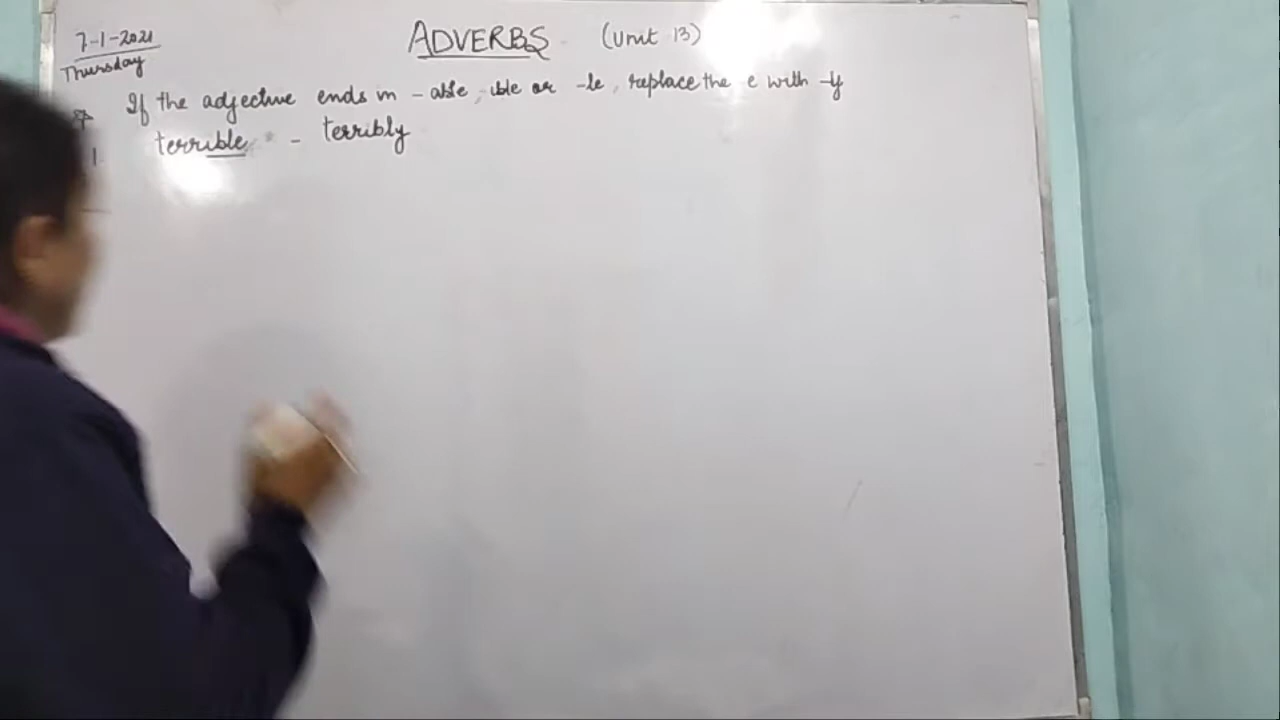 7-1-2021
Thursday
ADVERBS (Unit 13)
If the adjective ends in -able, -ible or -le, replace the e with -y
1. terrible - terribly